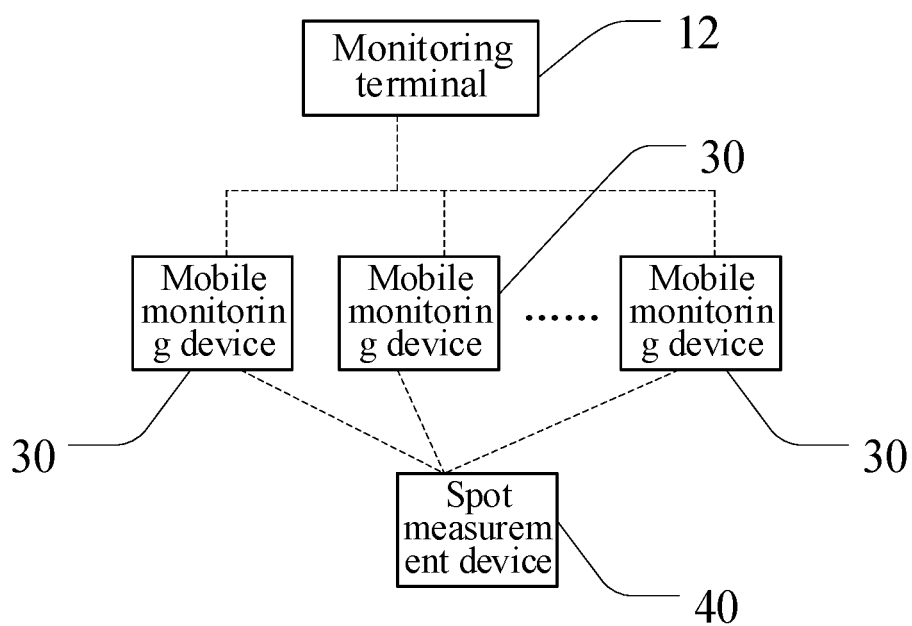 Monitoring
terminal
12
30
Mobile
monitorin
g device
Mobile
monitorin
g device
......
Mobile
monitorin
g device
30
30
Spot
measurem
ent device
40